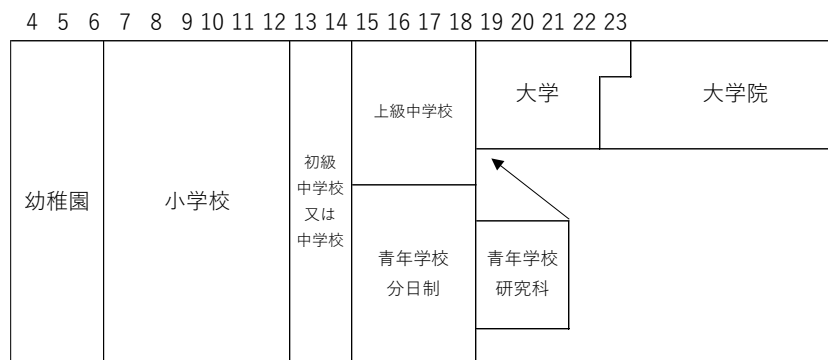 4 5 6 7 8 9 10 11 12 13 14 15 16 17 18 19 20 21 22 23
幼稚園
小学校
初級
中学校
又は
中学校
上級中学校
青年学校
分日制
大学
大学院
青年学校
研究科